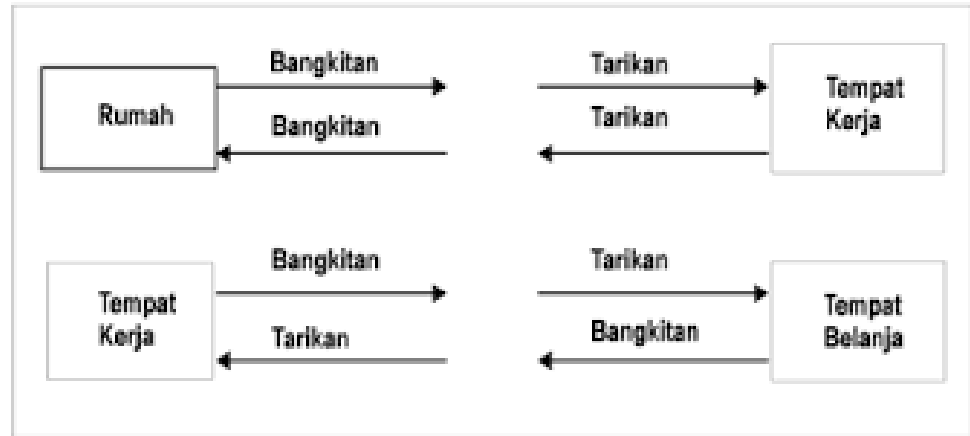 Bangkitan
Tarikan
Rumah
Tempat
Kerja
Bangkitan
Tarikan
Bangkitan
Tarikan
Tempat
Kerja
Tempat
Belanja
Tarikan
Bangkitan